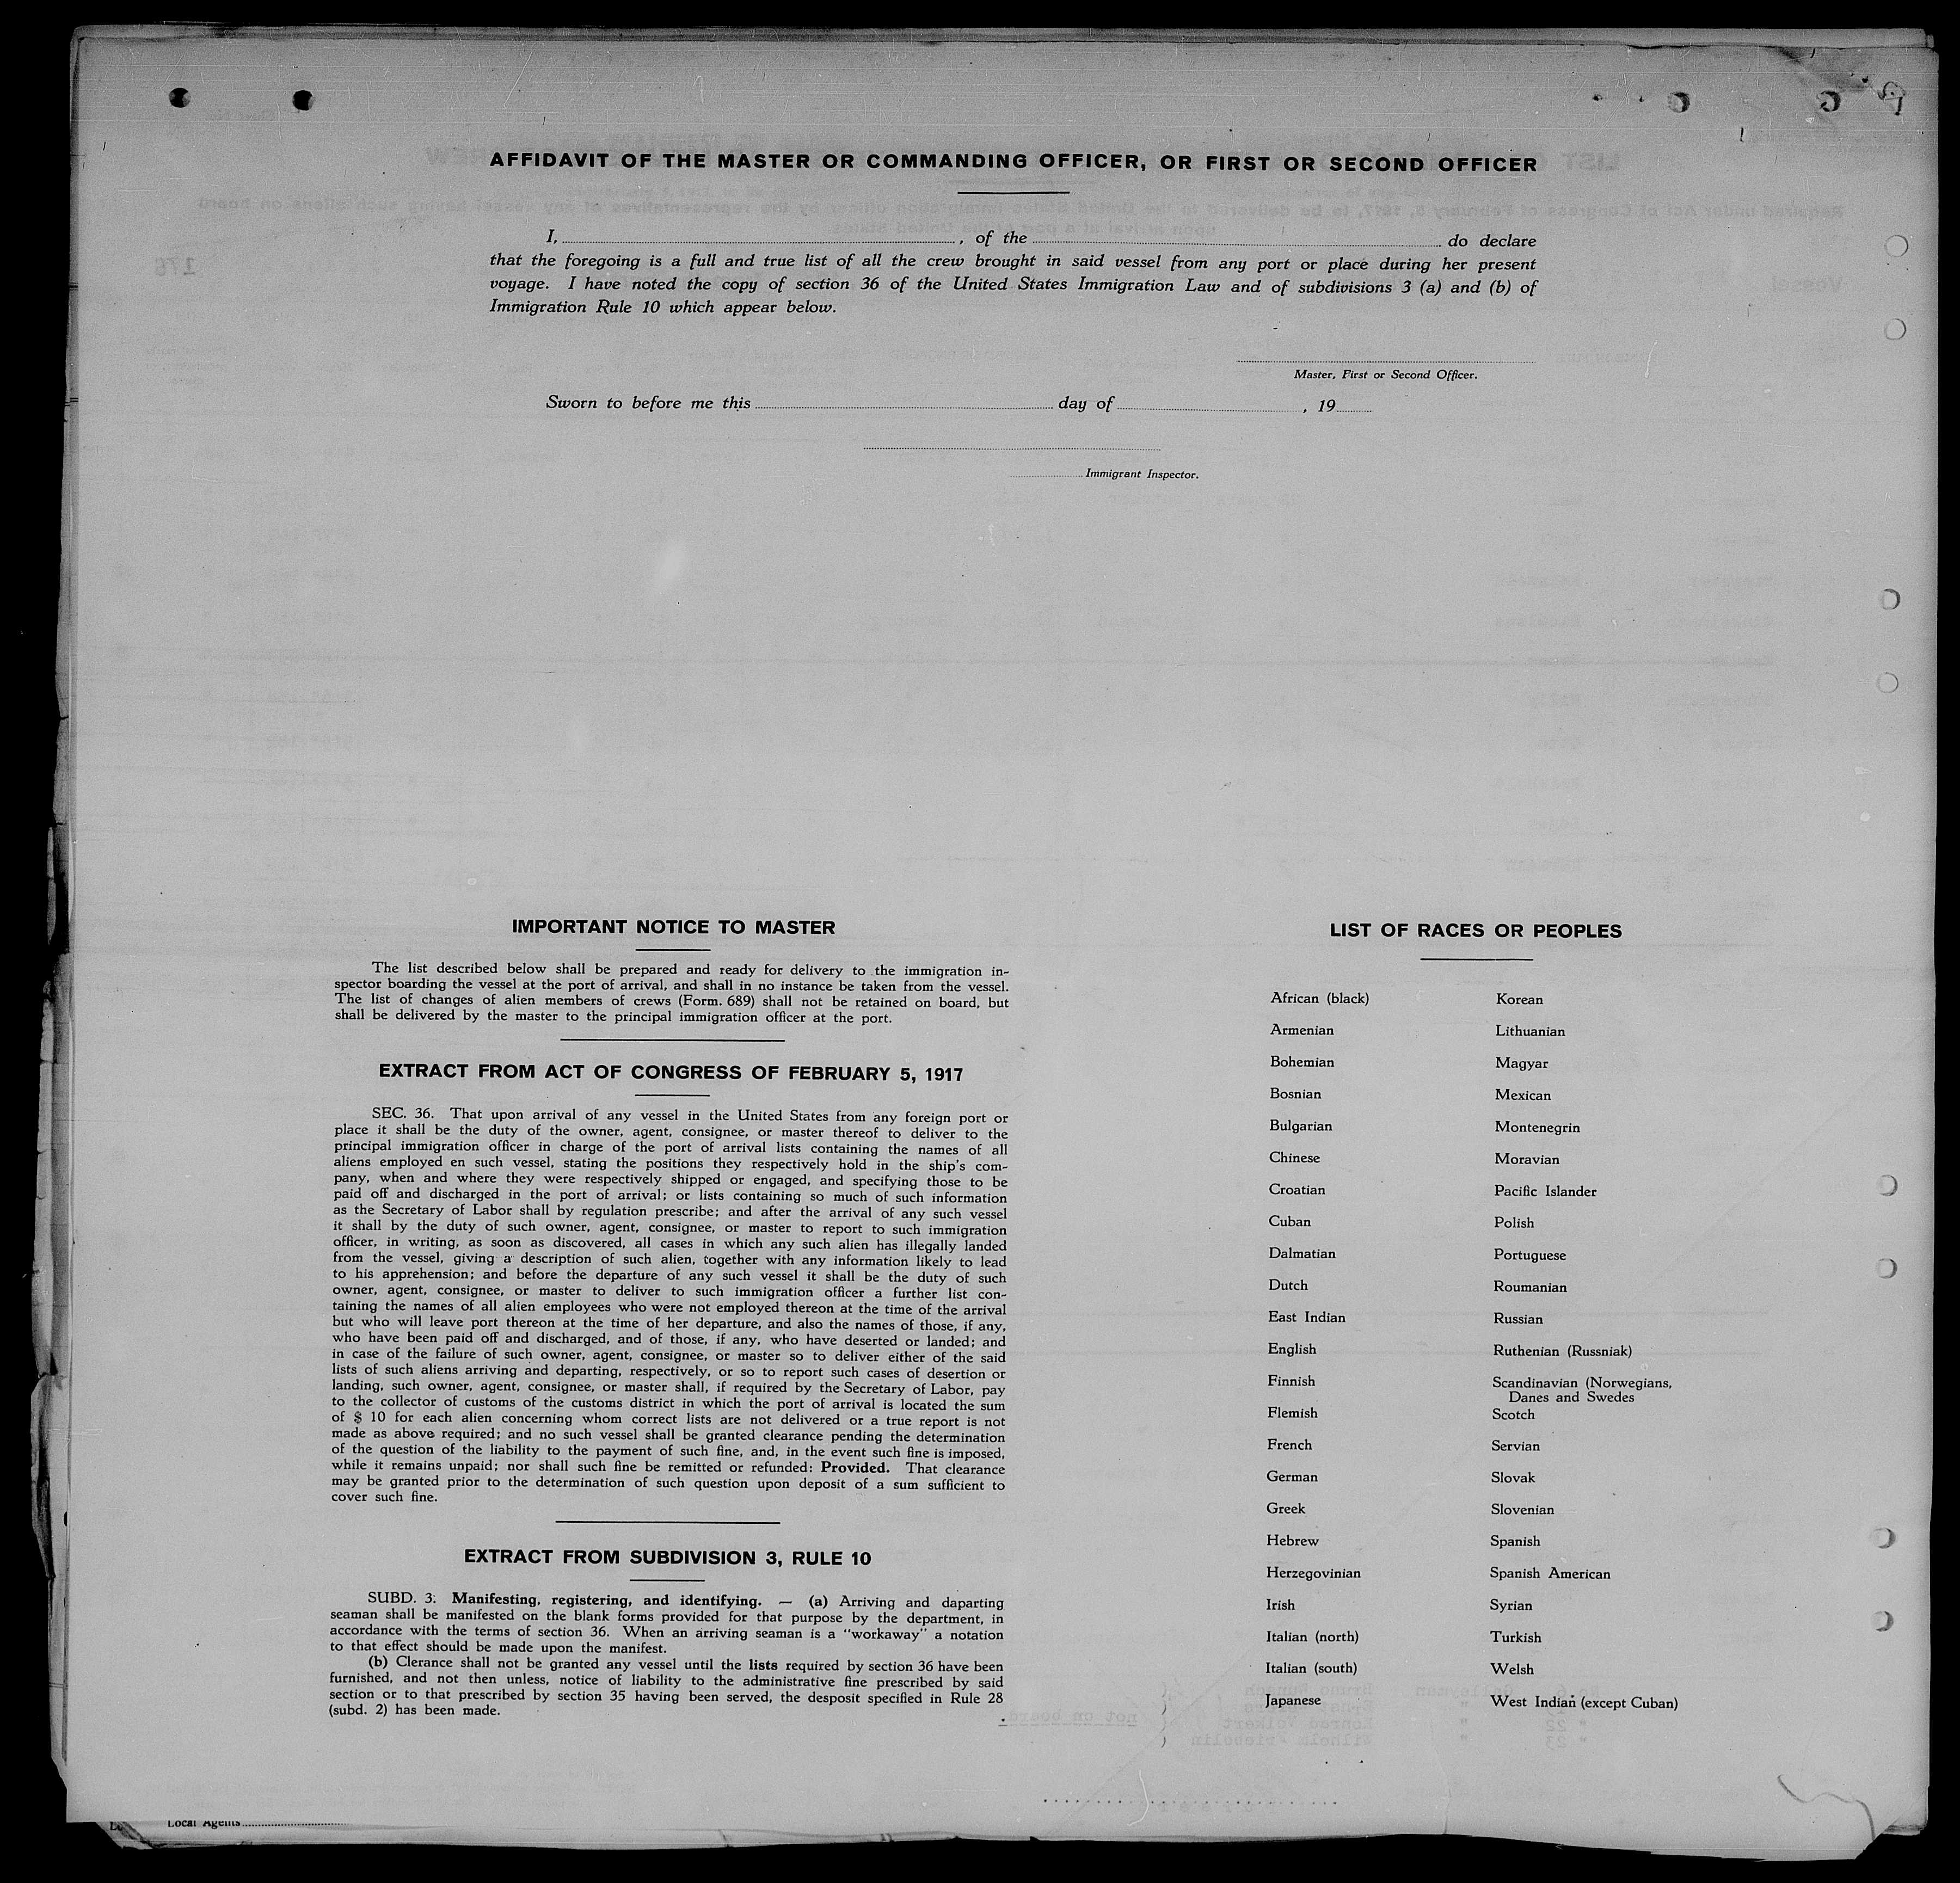 AFFIDAVIT OF THE MASTER OR COMMANDING OFFICER, OR FIRST OR SECOND OFFICER
I, , of the do declare
that the foregoing is a full and true list of all the crew brought in said vessel from any port or place during her present
voyage. I have noted the copy of section 36 of the United States Immigration Law and of subdivisions 3 (a) and (b) of
Immigration Rule 10 which appear below.
Master, First or Second Officer.
Sworn to before me this day of , 19
Immigrant Inspector.
IMPORTANT NOTICE TO MASTER
The list described below shall be prepared and ready for delivery to the immigration in-
spector boarding the vessel at the port of arrival, and shall in no instance be taken from the vessel.
The list of changes of alien members of crews (Form. 689) shall not be retained on board, but
shall be delivered by the master to the principal immigration officer at the port.
EXTRACT FROM ACT OF CONGRESS OF FEBRUARY 5, 1917
SEC. 36. That upon arrival of any vessel in the United States from any foreign port or
place it shall be the duty of the owner, agent, consignee, or master thereof to deliver to the
principal immigration officer in charge of the port of arrival lists containing the names of all
aliens employed en such vessel, stating the positions they respectively hold in the ship's com-
pany, when and where they were respectively shipped or engaged, and specifying those to be
paid off and discharged in the port of arrival; or lists containing so much of such information
as the Secretary of Labor shall by regulation prescribe; and after the arrival of any such vessel
it shall by the duty of such owner, agent, consignee, or master to report to such immigration
officer, in writing, as soon as discovered, all cases in which any such alien has illegally landed
from the vessel, giving a description of such alien, together with any information likely to lead
to his apprehension; and before the departure of any such vessel it shall be the duty of such
owner, agent, consignee, or master to deliver to such immigration officer a further list con-
taining the names of all alien employees who were not employed thereon at the time of the arrival
but who will leave port thereon at the time of her departure, and also the names of those, if any,
who have been paid off and discharged, and of those, if any, who have deserted or landed; and
in case of the failure of such owner, agent, consignee, or master so to deliver either of the said
lists of such aliens arriving and departing, respectively, or so to report such cases of desertion or
landing, such owner, agent, consignee, or master shall, if required by the Secretary of Labor, pay
to the collector of customs of the customs district in which the port of arrival is located the sum
of $ 10 for each alien concerning whom correct lists are not delivered or a true report is not
made as above required; and no such vessel shall be granted clearance pending the determination
of the question of the liability to the payment of such fine, and, in the event such fine is imposed,
while it remains unpaid; nor shall such fine be remitted or refunded: Provided. That clearance
may be granted prior to the determination of such question upon deposit of a sum sufficient to
cover such fine.
EXTRACT FROM SUBDIVISION 3, RULE 10
SUBD. 3: Manifesting, registering, and identifying. — (a) Arriving and daparting
seaman shall be manifested on the blank forms provided for that purpose by the department, in
accordance with the terms of section 36. When an arriving seaman is a "workaway" a notation
to that effect should be made upon the manifest.
(b) Clerance shall not be granted any vessel until the lists required by section 36 have been
furnished, and not then unless, notice of liability to the administrative fine prescribed by said
section or to that prescribed by section 35 having been served, the desposit specified in Rule 28
(subd. 2) has been made.
LIST OF RACES OR PEOPLES
African (black)
Armenian
Bohemian
Bosnian
Bulgarian
Chinese
Croatian
Cuban
Dalmatian
Dutch
East Indian
English
Finnish
Flemish
French
German
Greek
Hebrew
Herzegovinian
Irish
Italian (north)
Italian (south)
Japanese
Korean
Lithuanian
Magyar
Mexican
Montenegrin
Moravian
Pacific Islander
Polish
Portuguese
Roumanian
Russian
Ruthenian (Russniak)
Scandinavian (Norwegians,
Danes and Swedes
Scotch
Servian
Slovak
Slovenian
Spanish
Spanish American
Syrian
Turkish
Welsh
West Indian (except Cuban)
Local Agents